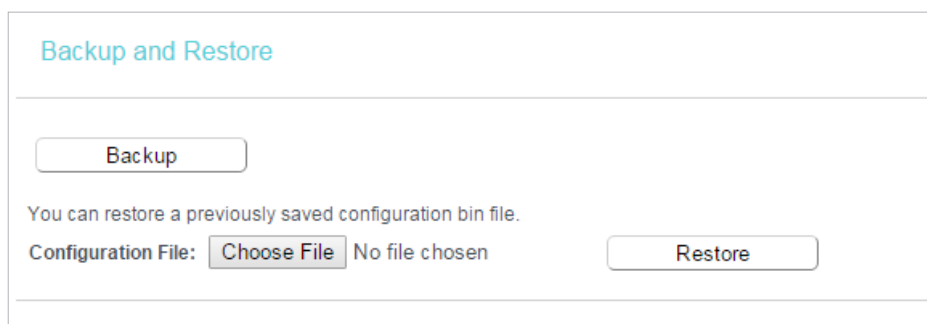 Backup and Restore
Backup
You can restore a previously saved configuration bin file.
Configuration File: Choose File No file chosen Restore